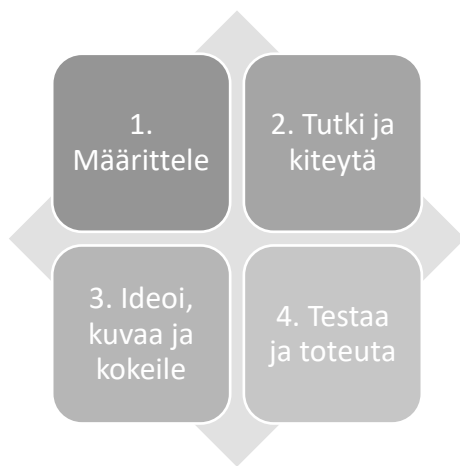 1.
Määrittele
2. Tutki ja
kiteytä
3. Ideoi,
kuvaa ja
kokeile
4. Testaa
ja toteuta